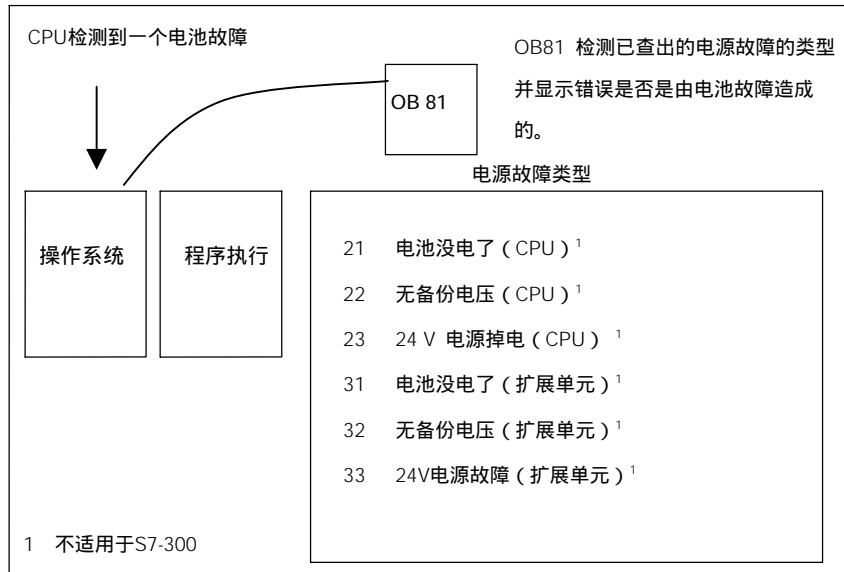 CPU检测到一个电池故障
OB 81
OB81 检测已查出的电源故障的类型
并显示错误是否是由电池故障造成
的。
电源故障类型
操作系统
程序执行
21 电池没电了（CPU）1
22 无备份电压（CPU）1
23 24 V 电源掉电（CPU） 1
31 电池没电了（扩展单元）1
32 无备份电压（扩展单元）1
33 24V电源故障（扩展单元）1
1 不适用于S7-300